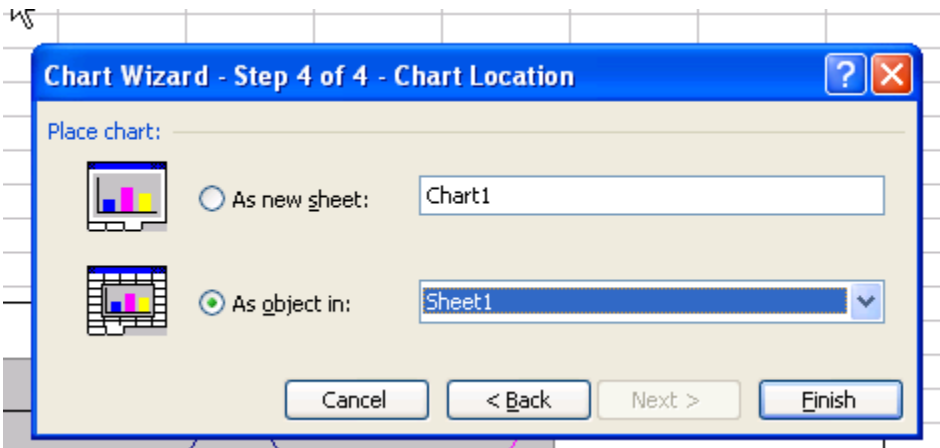 Chart Wizard - Step 4 of 4 - Chart Location
Place chart:
As new sheet: Chart1
As object in: Sheet1
Cancel < Back Next > Finish